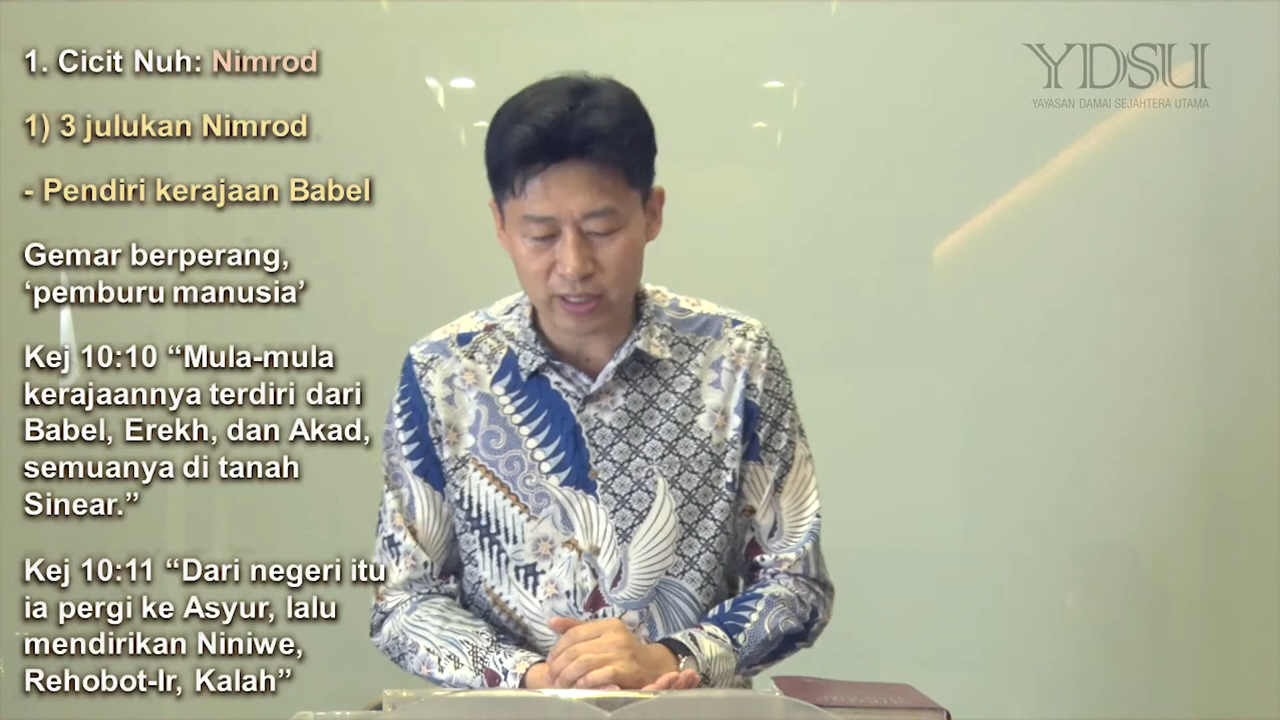 1. Cicit Nuh: Nimrod
1) 3 julukan Nimrod
- Pendiri kerajaan Babel
Gemar berperang,
‘pemburu manusia’
Kej 10:10 “Mula-mula
kerajaannya terdiri dari
Babel, Erekh, dan Akad,
semuanya di tanah
Sinear.”
Kej 10:11 “Dari negeri itu
ia pergi ke Asyur, lalu
mendirikan Niniwe,
Rehobot-Ir, Kalah”
YDSU
YAYASAN DAMAI SEJAHTERA UTAMA